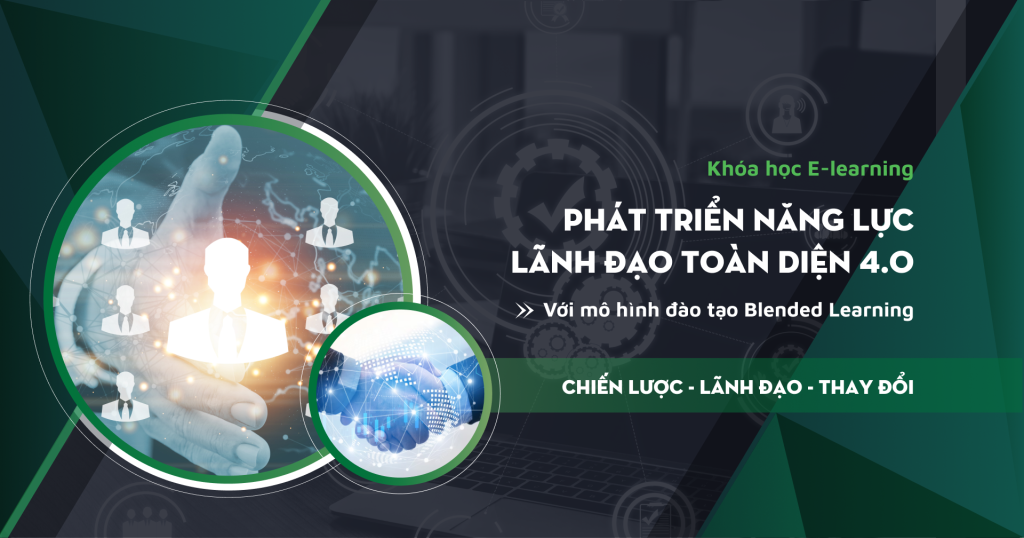 Khóa học E-learning
PHÁT TRIỂN NĂNG LỰC
LÃNH ĐẠO TOÀN DIỆN 4.0
Với mô hình đào tạo Blended Learning
CHIẾN LƯỢC - LÃNH ĐẠO - THAY ĐỔI